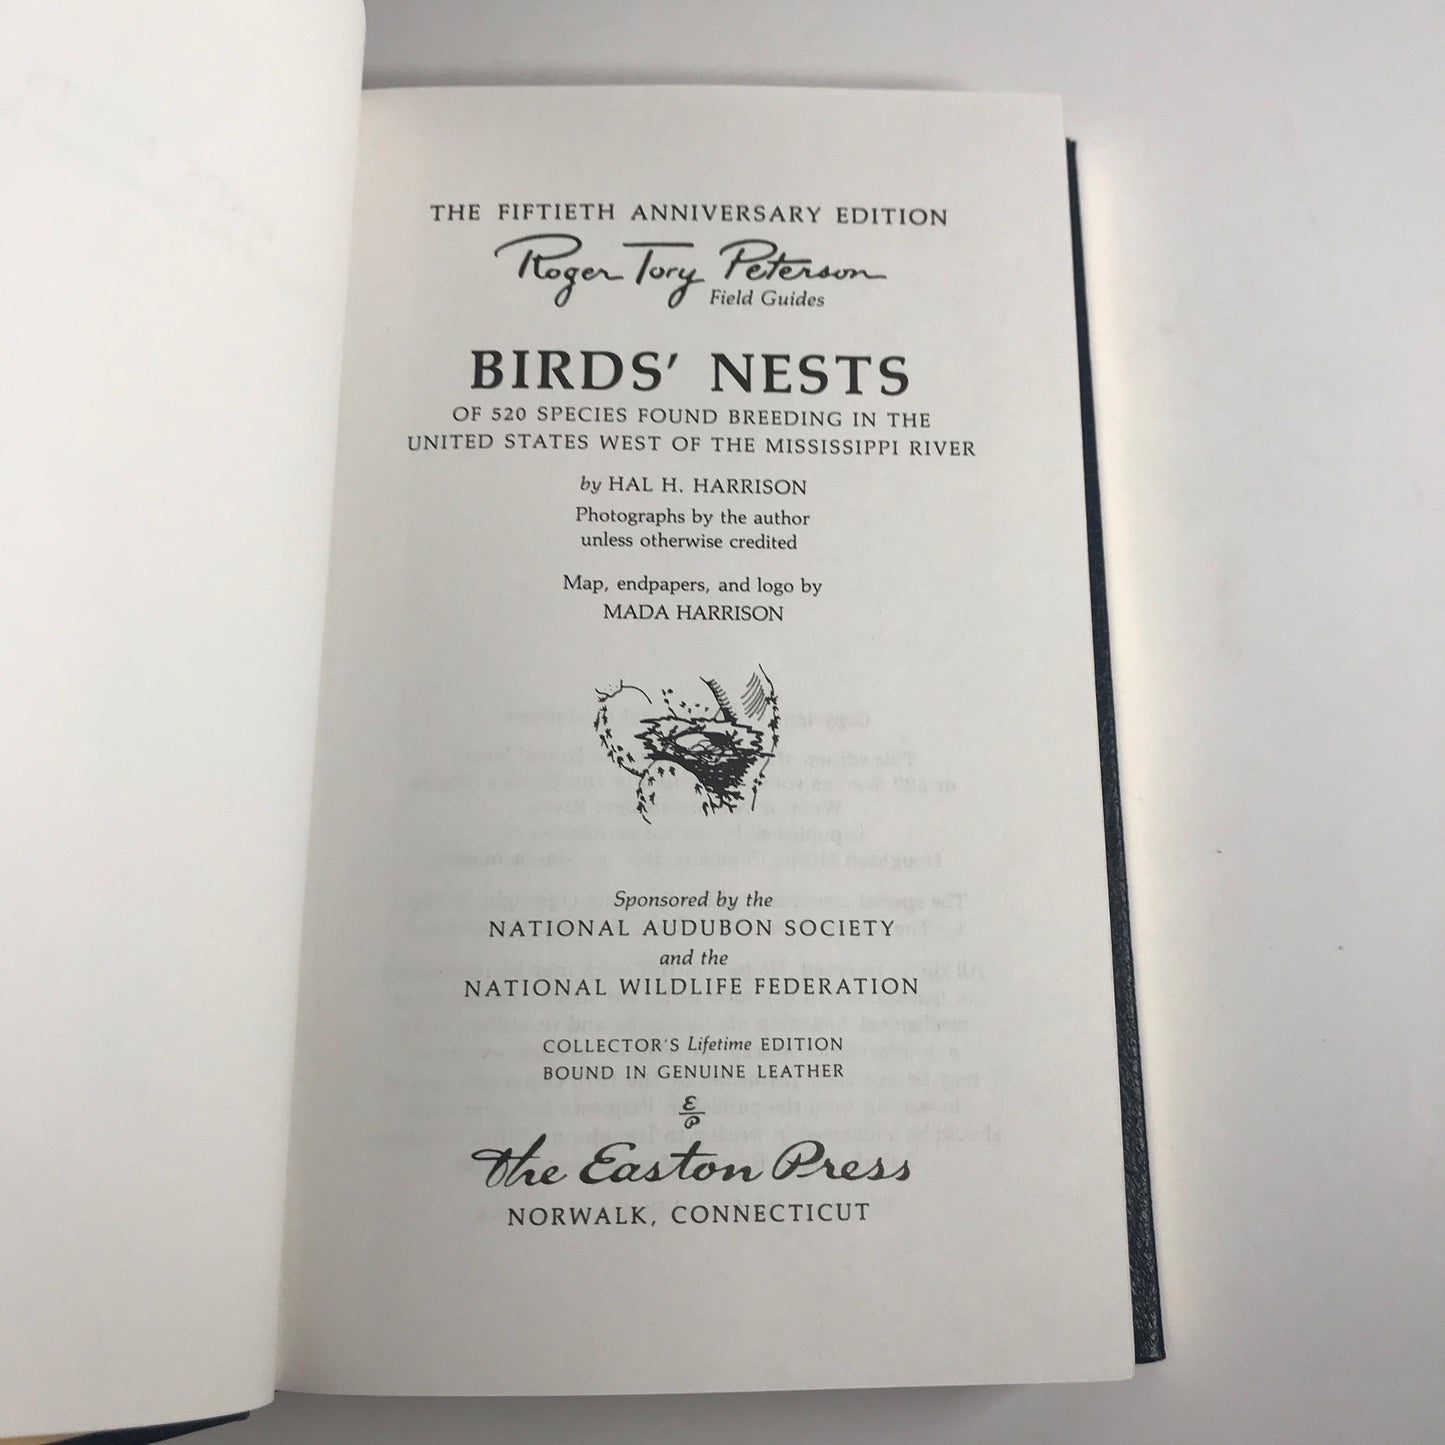 THE FIFTIETH ANNIVERSARY EDITION
Roger Tory Peterson
Field Guides
BIRDS' NESTS
OF 520 SPECIES FOUND BREEDING IN THE
UNITED STATES WEST OF THE MISSISSIPPI RIVER
by HAL H. HARRISON
Photographs by the author
unless otherwise credited
Map, endpapers, and logo by
MADA HARRISON
Sponsored by the
NATIONAL AUDUBON SOCIETY
and the
NATIONAL WILDLIFE FEDERATION
COLLECTOR'S Lifetime EDITION
BOUND IN GENUINE LEATHER
EP
The Easton Press
NORWALK, CONNECTICUT